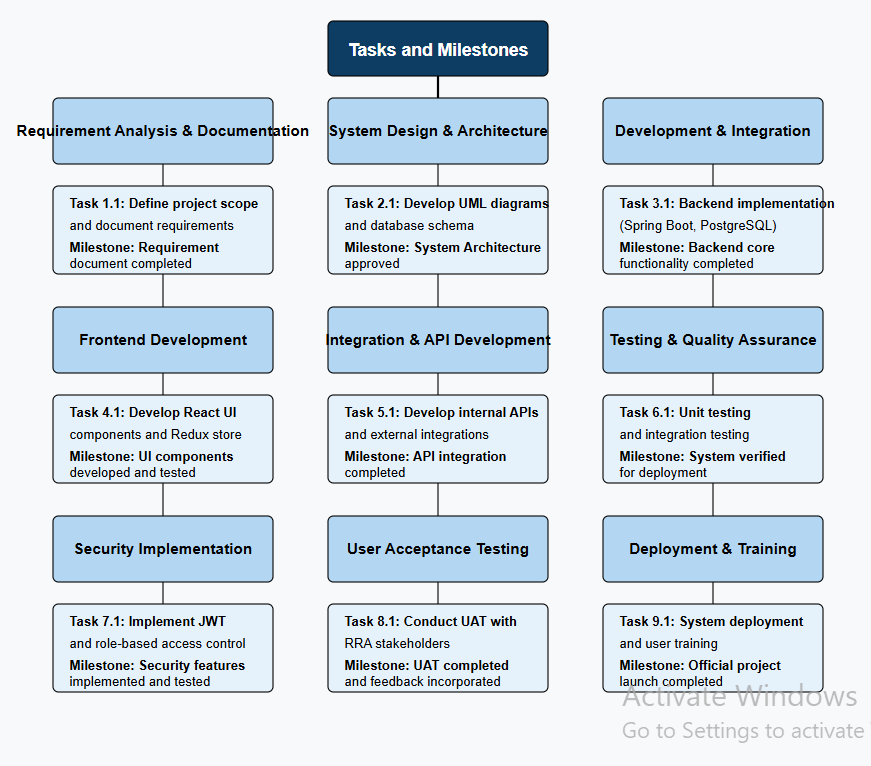 Tasks and Milestones
Requirement Analysis & Documentation
System Design & Architecture
Development & Integration
Task 1.1: Define project scope
and document requirements
Milestone: Requirement
document completed
Task 2.1: Develop UML diagrams
and database schema
Milestone: System Architecture
approved
Task 3.1: Backend implementation
(Spring Boot, PostgreSQL)
Milestone: Backend core
functionality completed
Frontend Development
Integration & API Development
Testing & Quality Assurance
Task 4.1: Develop React UI
components and Redux store
Milestone: UI components
developed and tested
Task 5.1: Develop internal APIs
and external integrations
Milestone: API integration
completed
Task 6.1: Unit testing
and integration testing
Milestone: System verified
for deployment
Security Implementation
User Acceptance Testing
Deployment & Training
Task 7.1: Implement JWT
and role-based access control
Milestone: Security features
implemented and tested
Task 8.1: Conduct UAT with
RRA stakeholders
Milestone: UAT completed
and feedback incorporated
Task 9.1: System deployment
and user training
Milestone: Official project
launch completed
Activate Windows
Go to Settings to activate